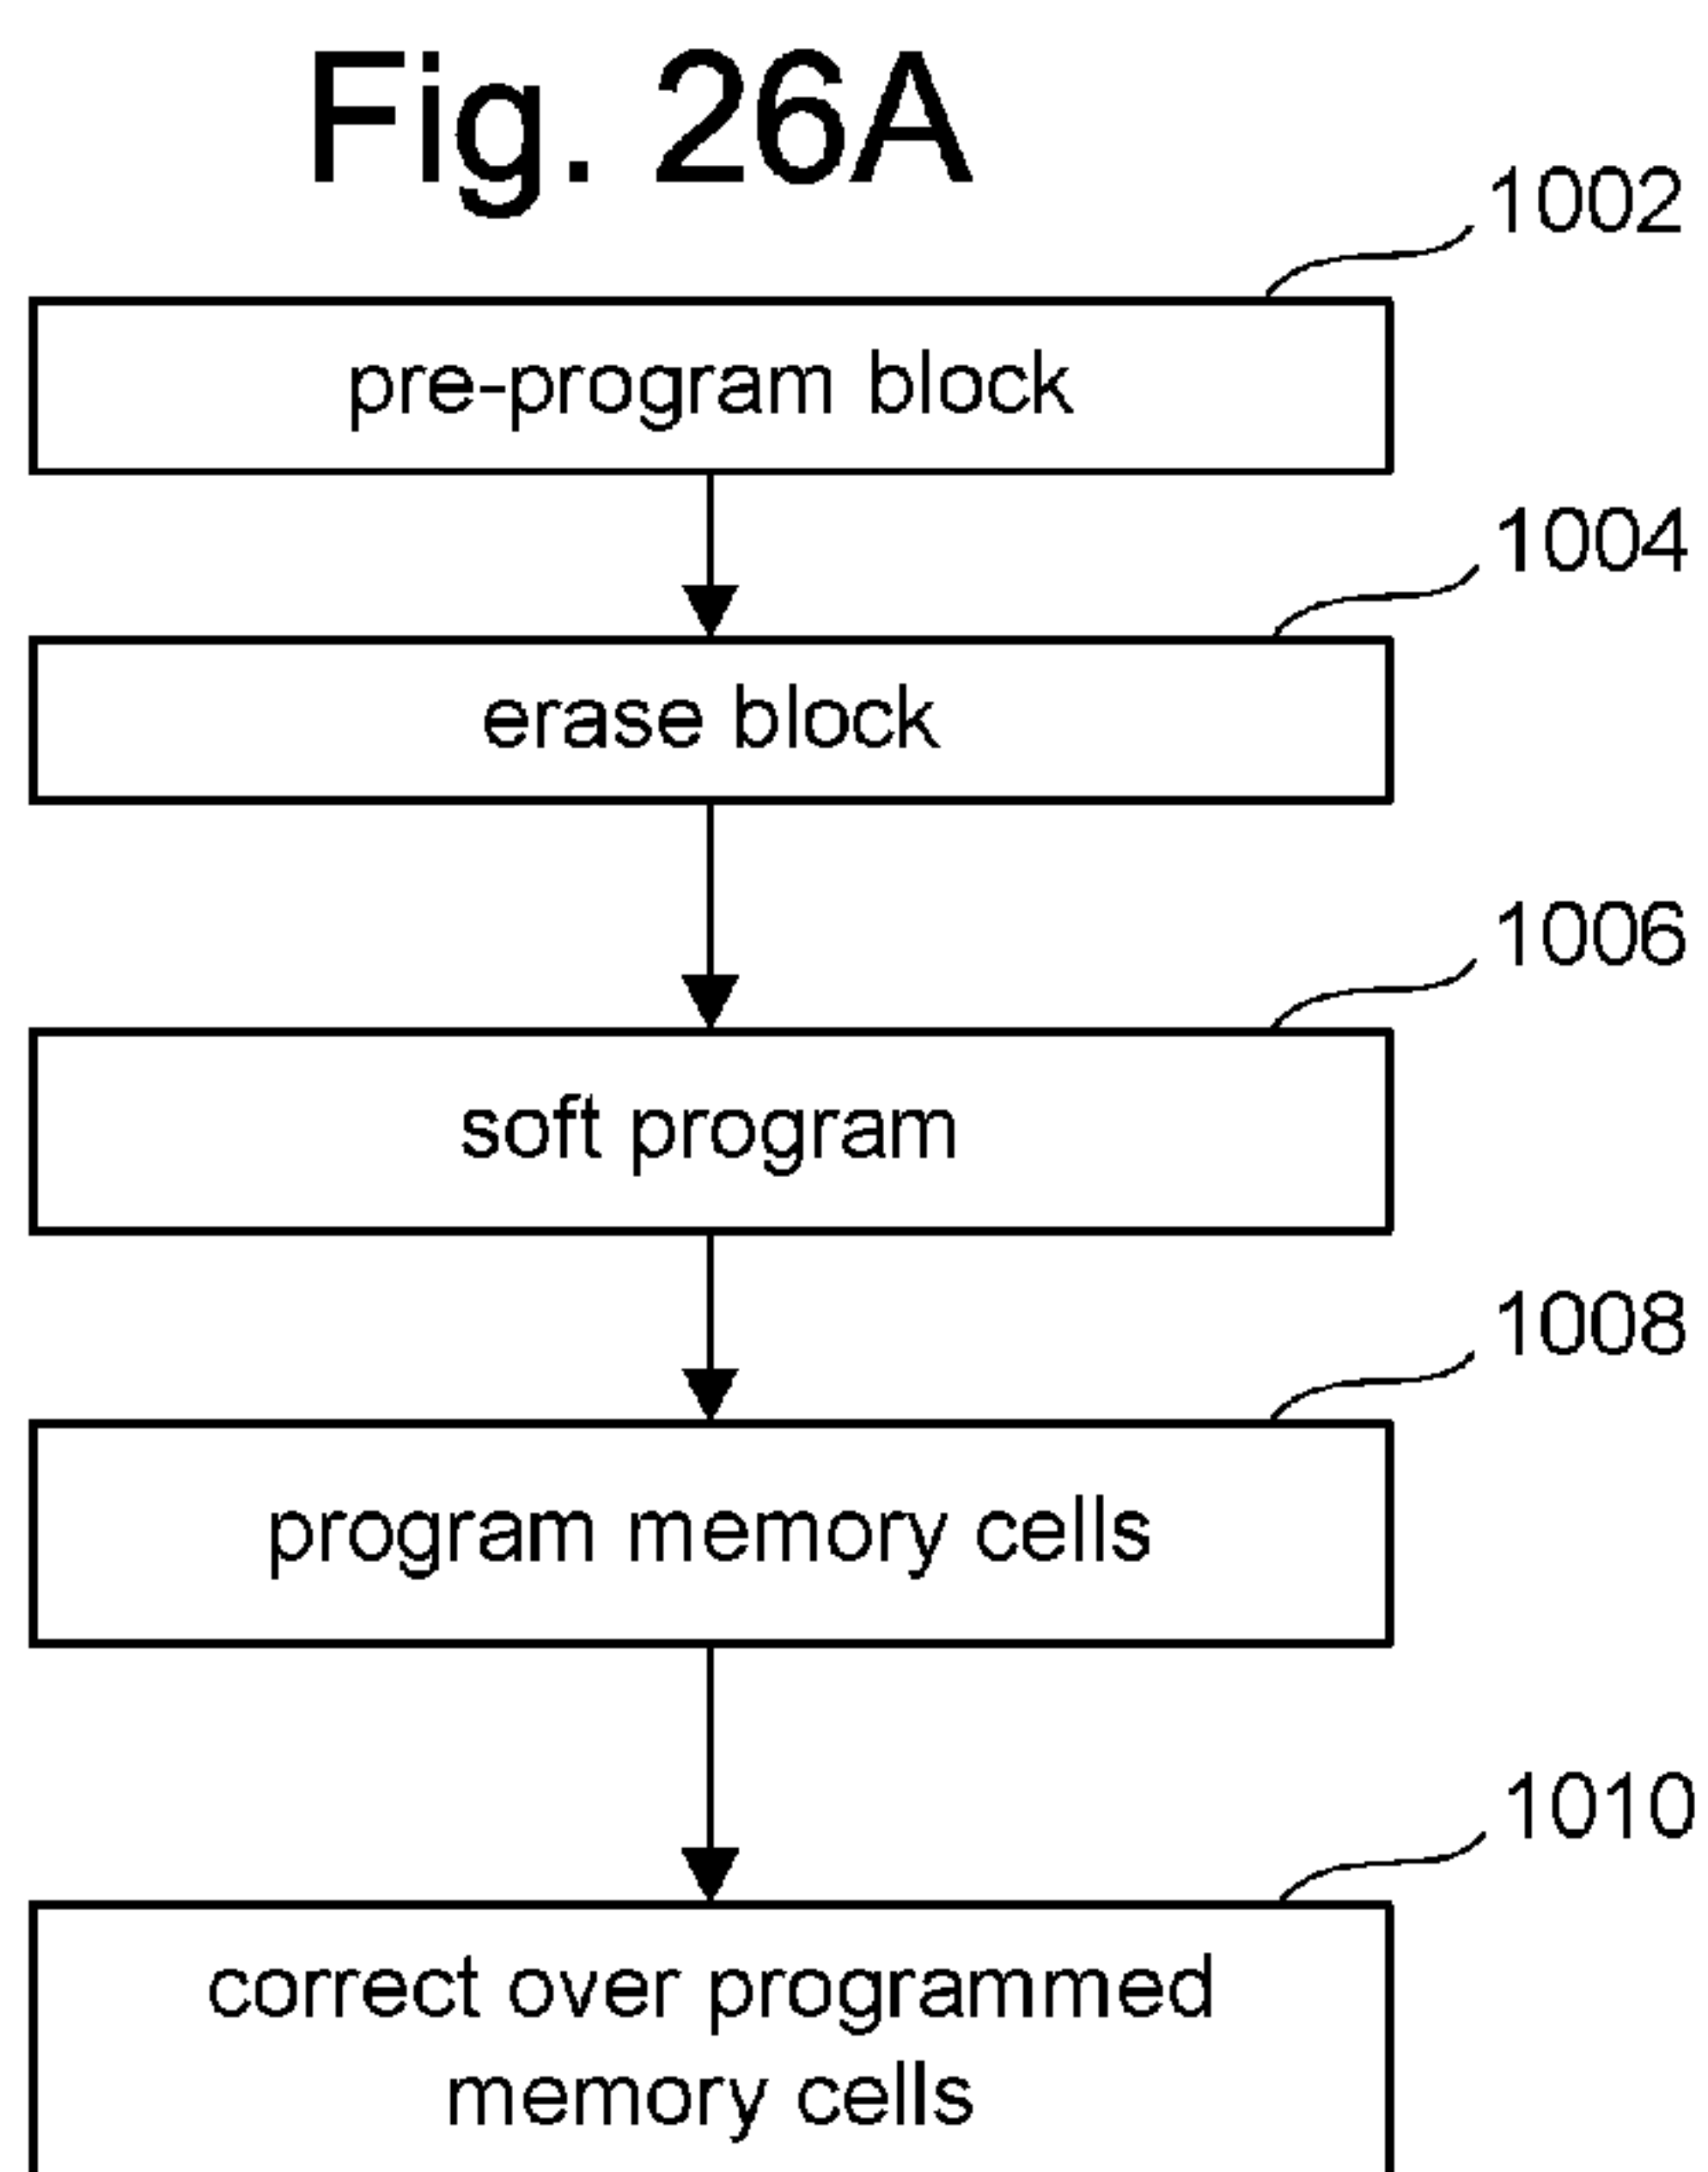 Fig. 26A
1002
pre-program block
1004
erase block
1006
soft program
1008
program memory cells
1010
correct over programmed
memory cells